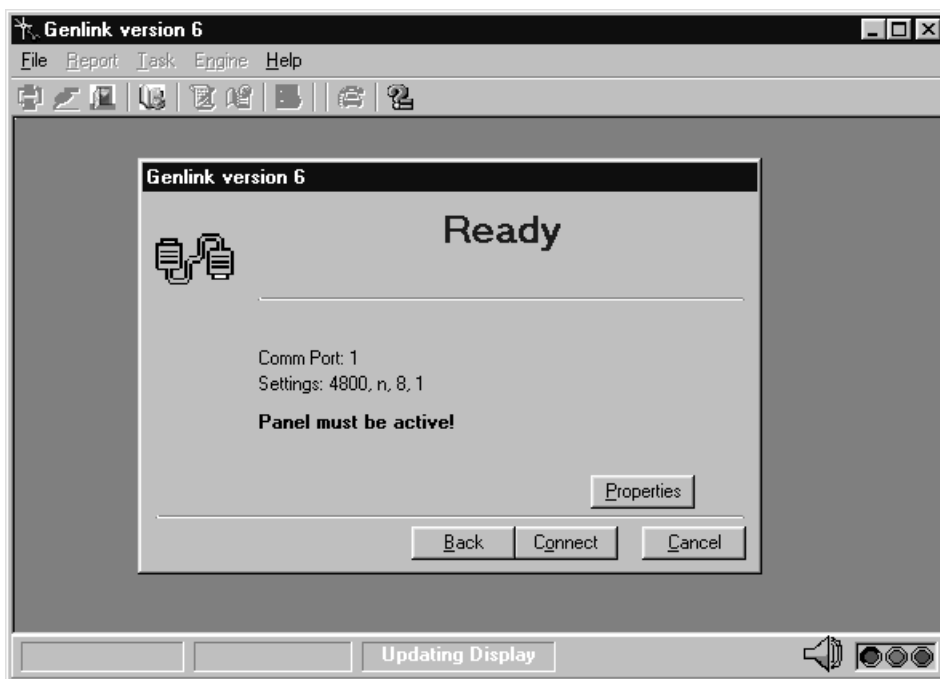 Genlink version 6
File Report Task Engine Help
Genlink version 6
Ready
Comm Port: 1
Settings: 4800, n, 8, 1
Panel must be active!
Properties
Back Connect Cancel
Updating Display